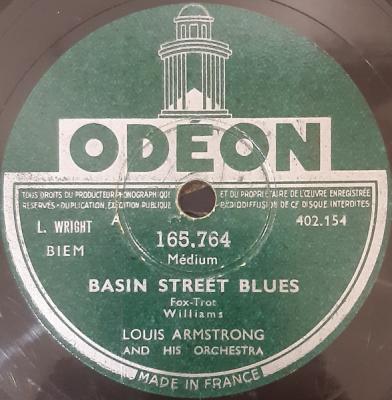 ODÉON
TOUS DROITS DU PRODUCTEUR PHONOGRAPHIQUE ET DU PROPRIÉTAIRE DE L'ŒUVRE ENREGISTRÉE
RÉSERVÉS - DUPLICATION, EXÉCUTION PUBLIQUE RADIODIFFUSION DE CE DISQUE INTERDITES
L. WRIGHT 402.154
BIEM 165.764
Médium
BASIN STREET BLUES
Fox-Trot
Williams
LOUIS ARMSTRONG
AND HIS ORCHESTRA
MADE IN FRANCE